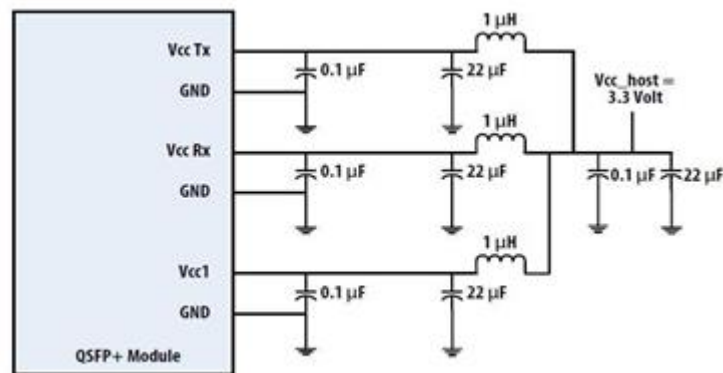 1 µH
Vcc Tx
0.1 µF
22 µF
GND
Vcc_host =
3.3 Volt
1 µH
Vcc Rx
0.1 µF
22 µF
0.1 µF
22 µF
GND
1 µH
Vcc1
0.1 µF
22 µF
GND
QSFP+ Module